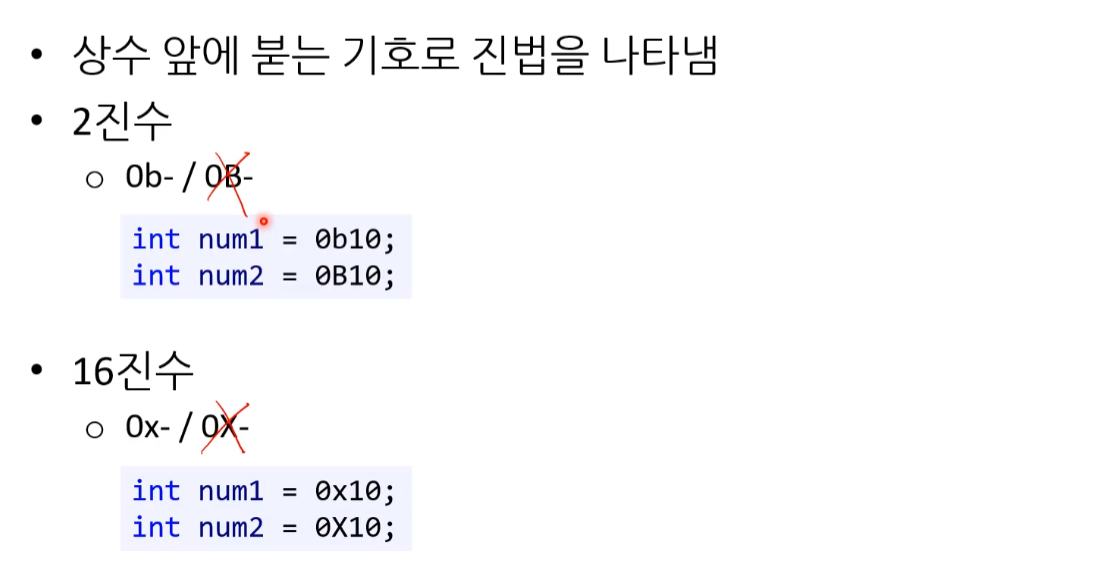 • 상수 앞에 붙는 기호로 진법을 나타냄
• 2진수
○ 0b- / 0B-
int num1 = 0b10;
int num2 = 0B10;
• 16진수
○ 0x- / 0X-
int num1 = 0x10;
int num2 = 0X10;